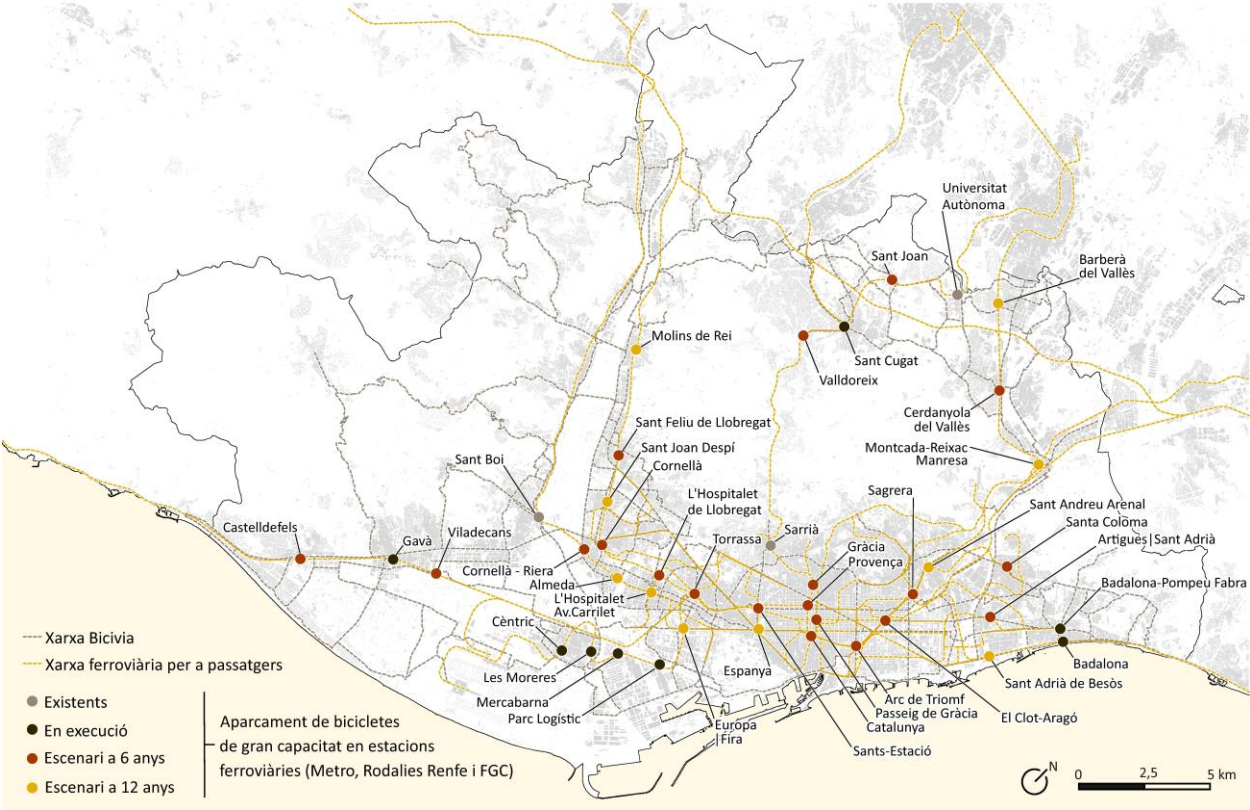 Universitat
Autònoma
Sant Joan
Barberà
del Vallès
Molins de Rei
Sant Cugat
Valldoreix
Cerdanyola
del Vallès
Sant Feliu de Llobregat
Sant Joan Despí
Cornellà
Montcada-Reixac
Manresa
Sant Boi
L'Hospitalet
de Llobregat
Sagrera
Sant Andreu Arenal
Santa Coloma
Castelldefels
Viladecans
Gavà
Torrassa
Sarrià
Artigues|Sant Adrià
Gràcia
Provença
Cornellà - Riera
Almeda
L'Hospitalet
Av.Carrilet
Badalona-Pompeu Fabra
Cèntric
Les Moreres
Mercabarna
Parc Logístic
Espanya
Badalona
Sant Adrià de Besòs
Europa
|Fira
Arc de Triomf
Passeig de Gràcia
Catalunya
El Clot-Aragó
Sants-Estació
Xarxa Bicivia
Xarxa ferroviària per a passatgers
Existents
En execució
Escenari a 6 anys
Escenari a 12 anys
Aparcament de bicicletes
de gran capacitat en estacions
ferroviàries (Metro, Rodalies Renfe i FGC)
N
0 2,5 5 km